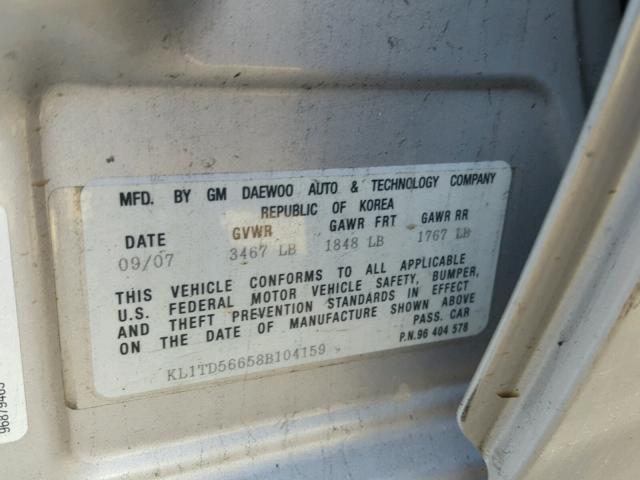 MFD. BY GM DAEWOO AUTO & TECHNOLOGY COMPANY
REPUBLIC OF KOREA
DATE GVWR GAWR FRT GAWR RR
09/07 3467 LB 1848 LB 1767 LB
THIS VEHICLE CONFORMS TO ALL APPLICABLE
U.S. FEDERAL MOTOR VEHICLE SAFETY, BUMPER,
AND THEFT PREVENTION STANDARDS IN EFFECT
ON THE DATE OF MANUFACTURE SHOWN ABOVE
PASS. CAR
P.N.96 404 578
KL1TD56658B104159